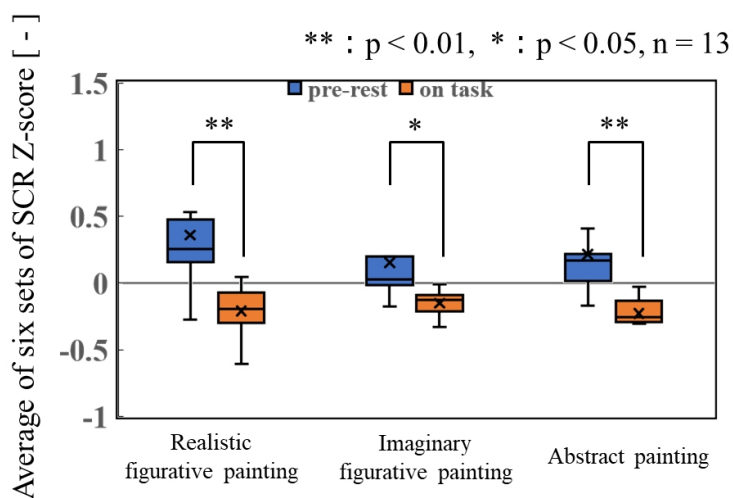 ** : p < 0.01, * : p < 0.05, n = 13
Average of six sets of SCR Z-score [ - ]
1.5
1
0.5
0
-0.5
-1
pre-rest on task
** * **
Realistic
figurative painting
Imaginary
figurative painting
Abstract painting